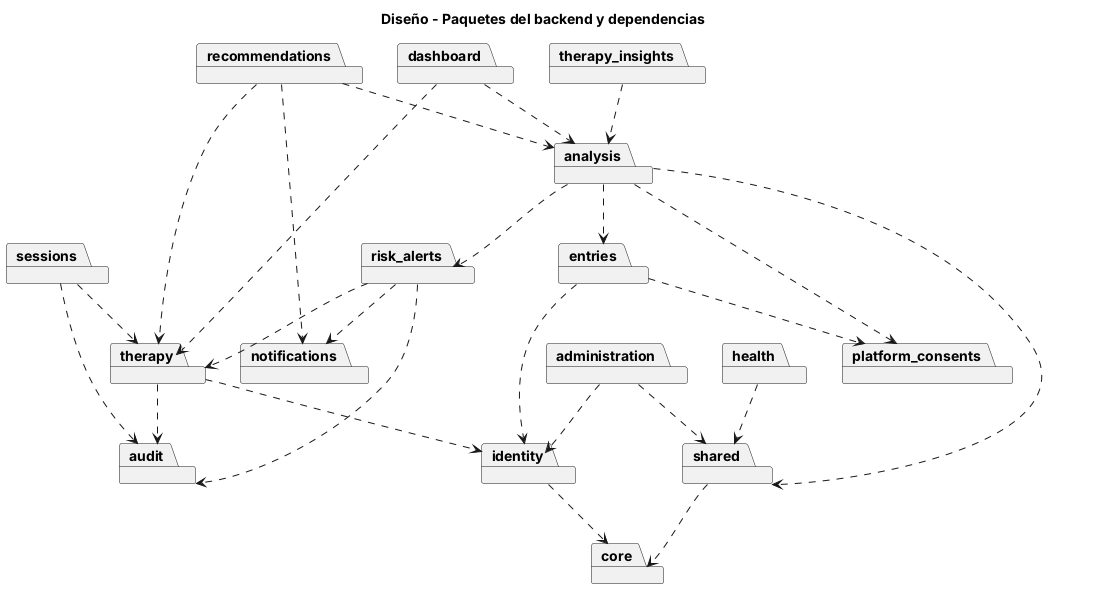 Diseño - Paquetes del backend y dependencias
recommendations
dashboard
therapy_insights
analysis
sessions
risk_alerts
entries
therapy
notifications
administration
health
platform_consents
audit
identity
shared
core